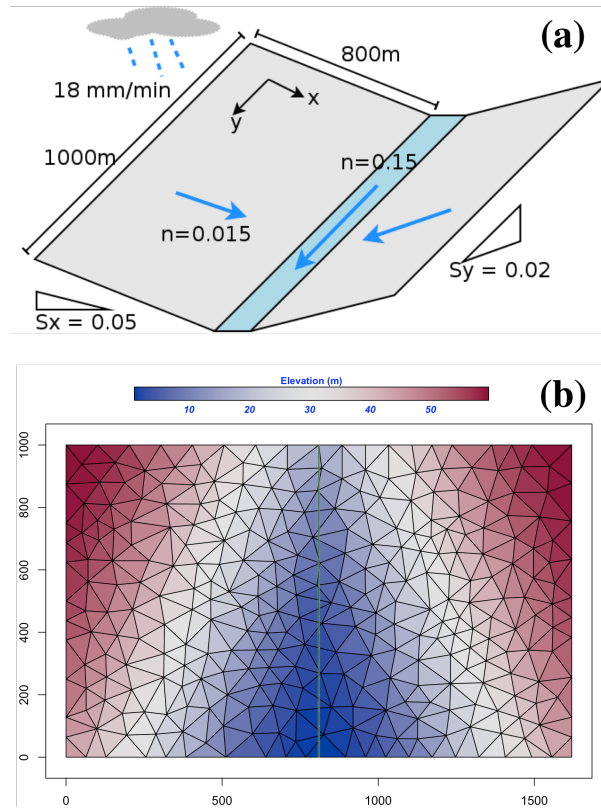 (a)
800m
18 mm/min
x
y
1000m
n=0.15
n=0.015
Sy = 0.02
Sx = 0.05
(b)
Elevation (m)
10 20 30 40 50
1000
800
600
400
200
0
0 500 1000 1500